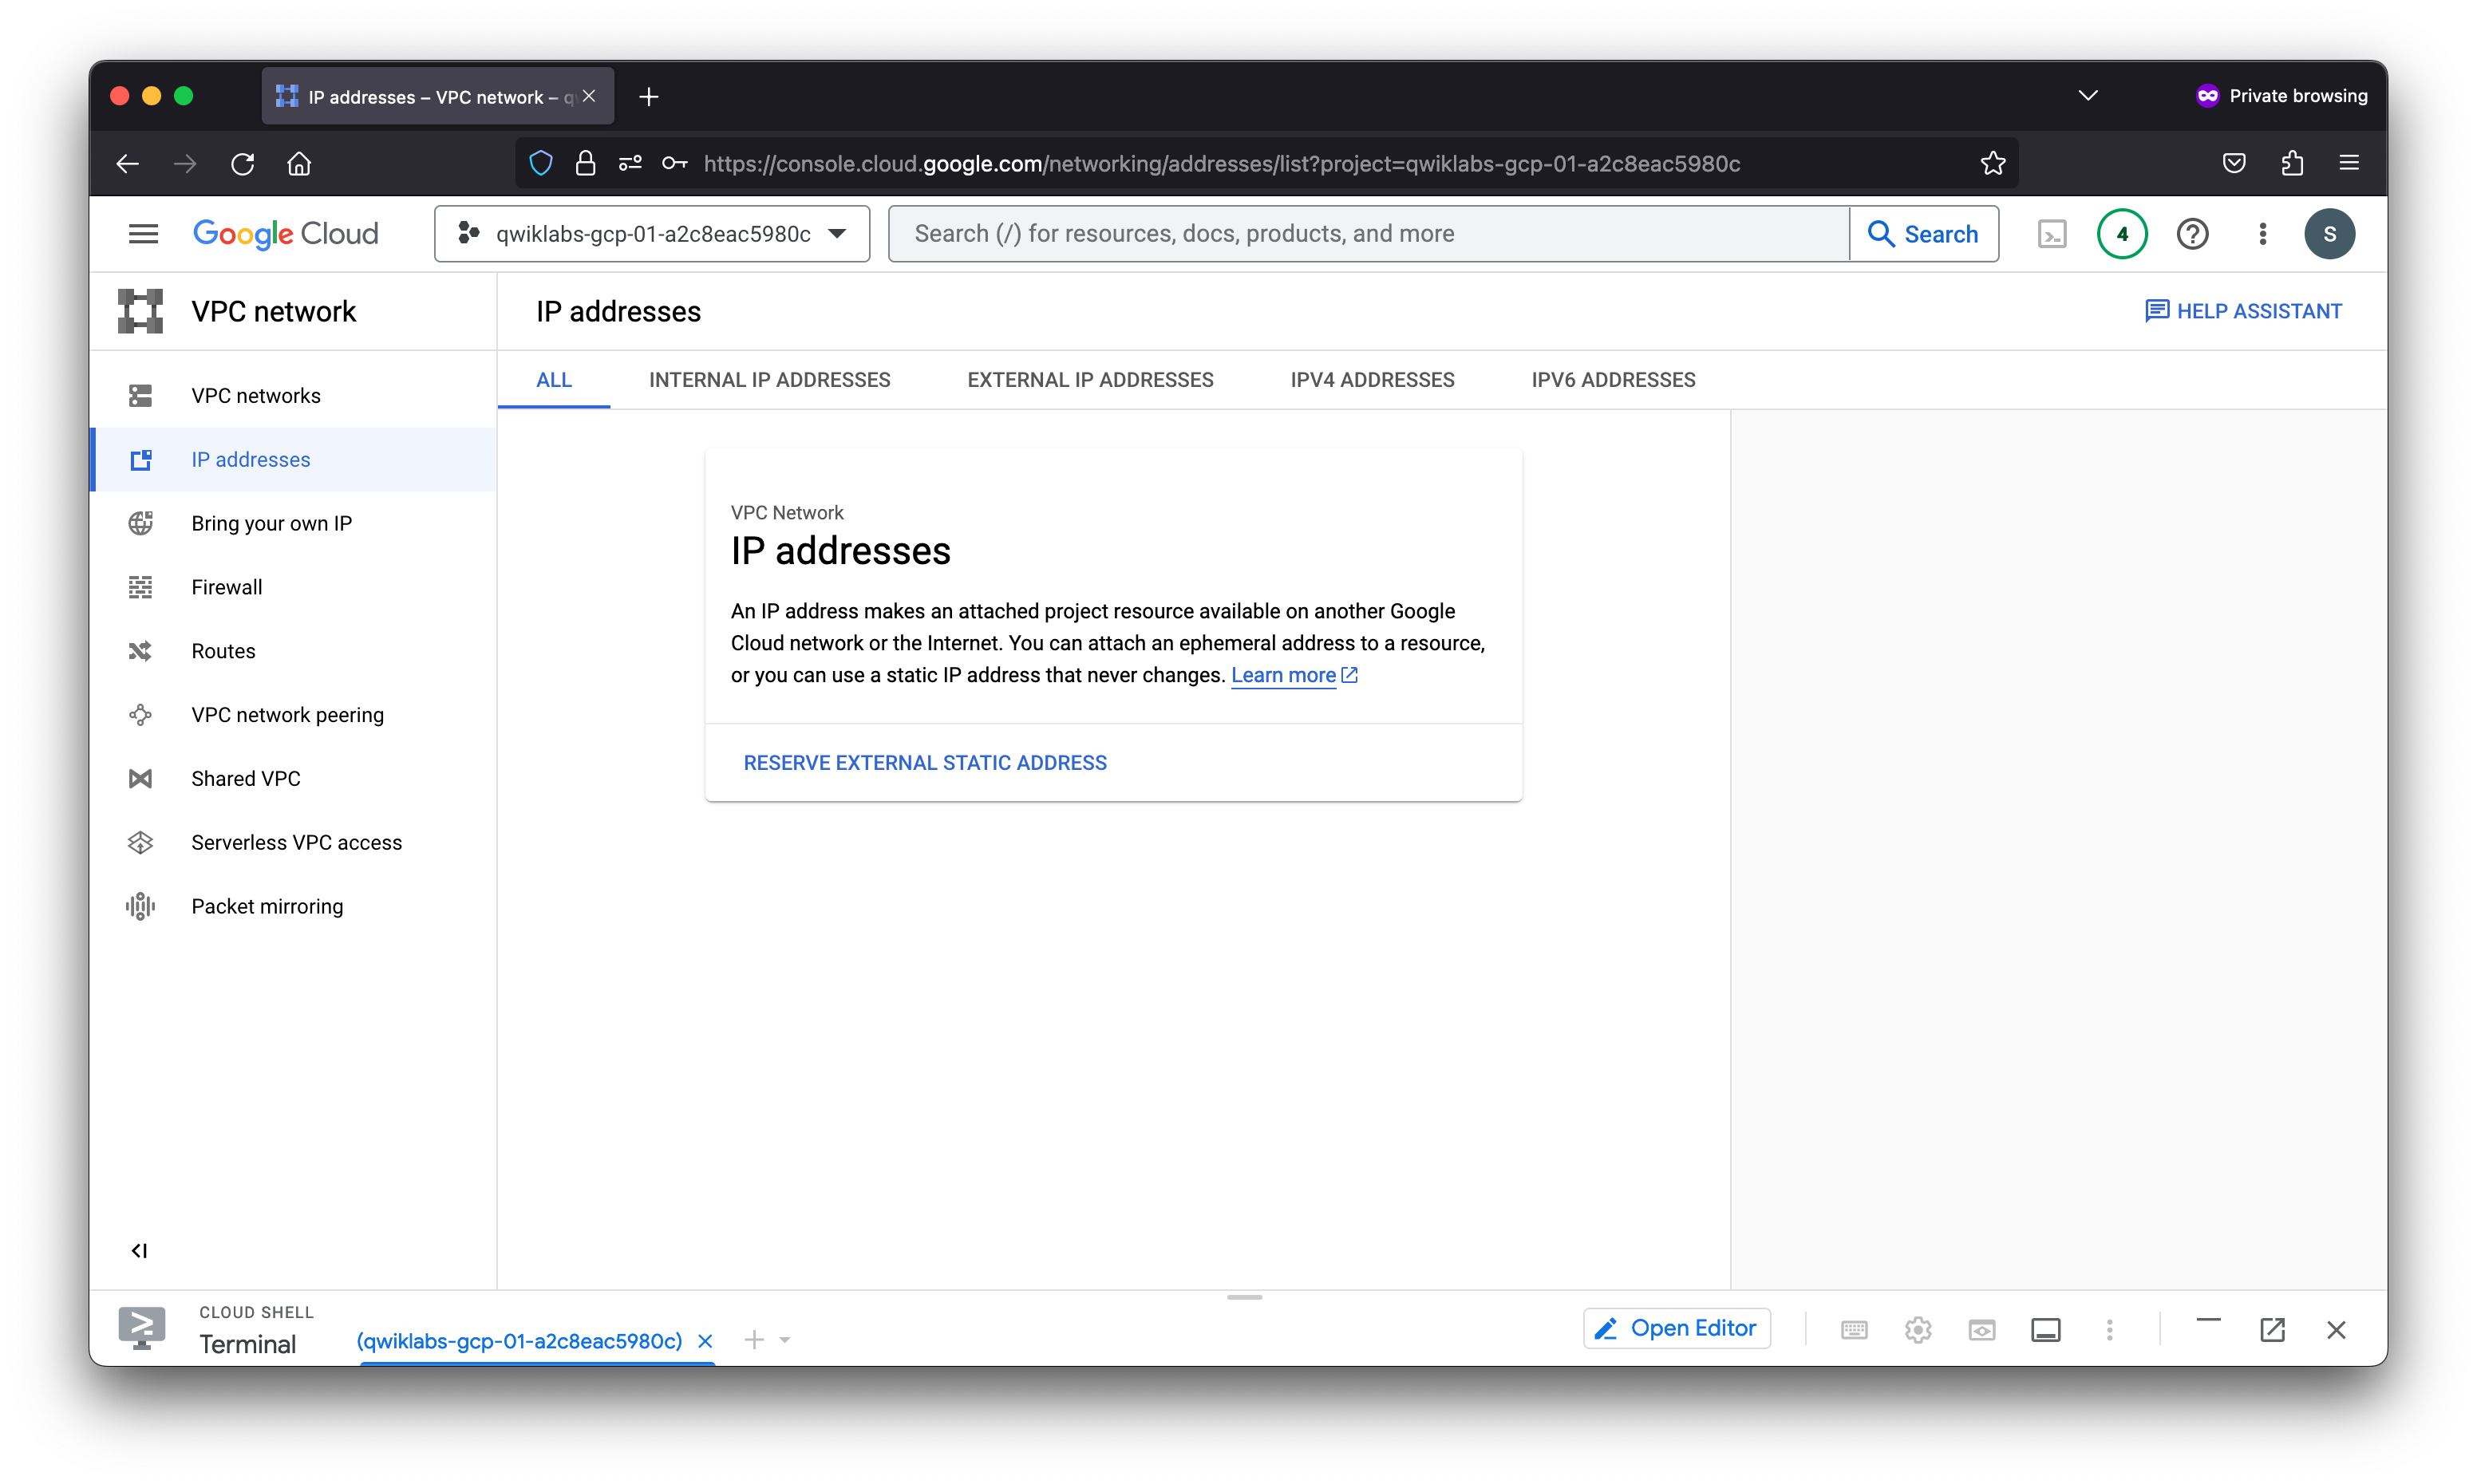 IP addresses – VPC network – q
Private browsing
https://console.cloud.google.com/networking/addresses/list?project=qwiklabs-gcp-01-a2c8eac5980c
Google Cloud
qwiklabs-gcp-01-a2c8eac5980c
Search (/) for resources, docs, products, and more
Search
4
S
VPC network
IP addresses
HELP ASSISTANT
ALL
INTERNAL IP ADDRESSES
EXTERNAL IP ADDRESSES
IPV4 ADDRESSES
IPV6 ADDRESSES
VPC networks
IP addresses
Bring your own IP
Firewall
Routes
VPC network peering
Shared VPC
Serverless VPC access
Packet mirroring
VPC Network
IP addresses
An IP address makes an attached project resource available on another Google
Cloud network or the Internet. You can attach an ephemeral address to a resource,
or you can use a static IP address that never changes. Learn more
RESERVE EXTERNAL STATIC ADDRESS
CLOUD SHELL
Terminal
(qwiklabs-gcp-01-a2c8eac5980c)
Open Editor